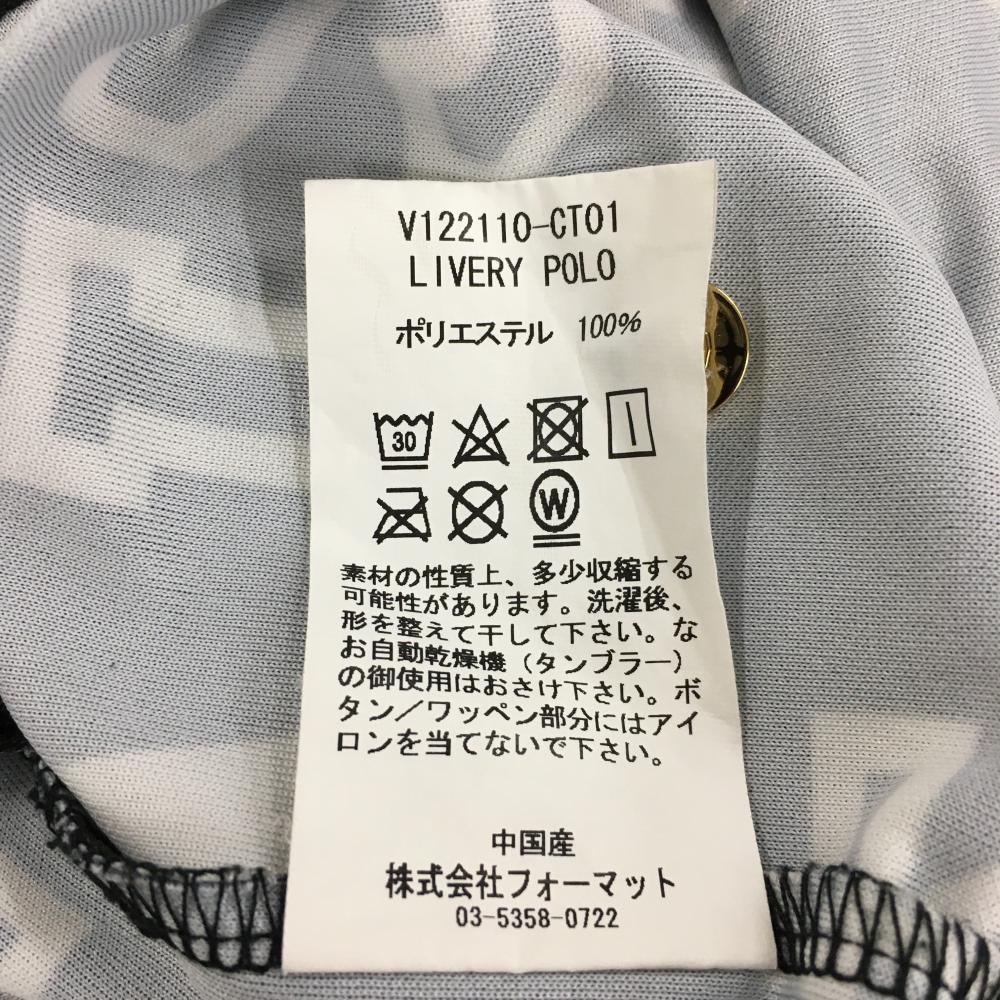 V122110-CT01
LIVERY POLO
ポリエステル 100%
30
W
素材の性質上、多少収縮する
可能性があります。洗濯後、
形を整えて干して下さい。な
お自動乾燥機（タンブラー）
の御使用はおさけ下さい。ボ
タン／ワッペン部分にはアイ
ロンを当てないで下さい。
中国産
株式会社フォーマット
03-5358-0722